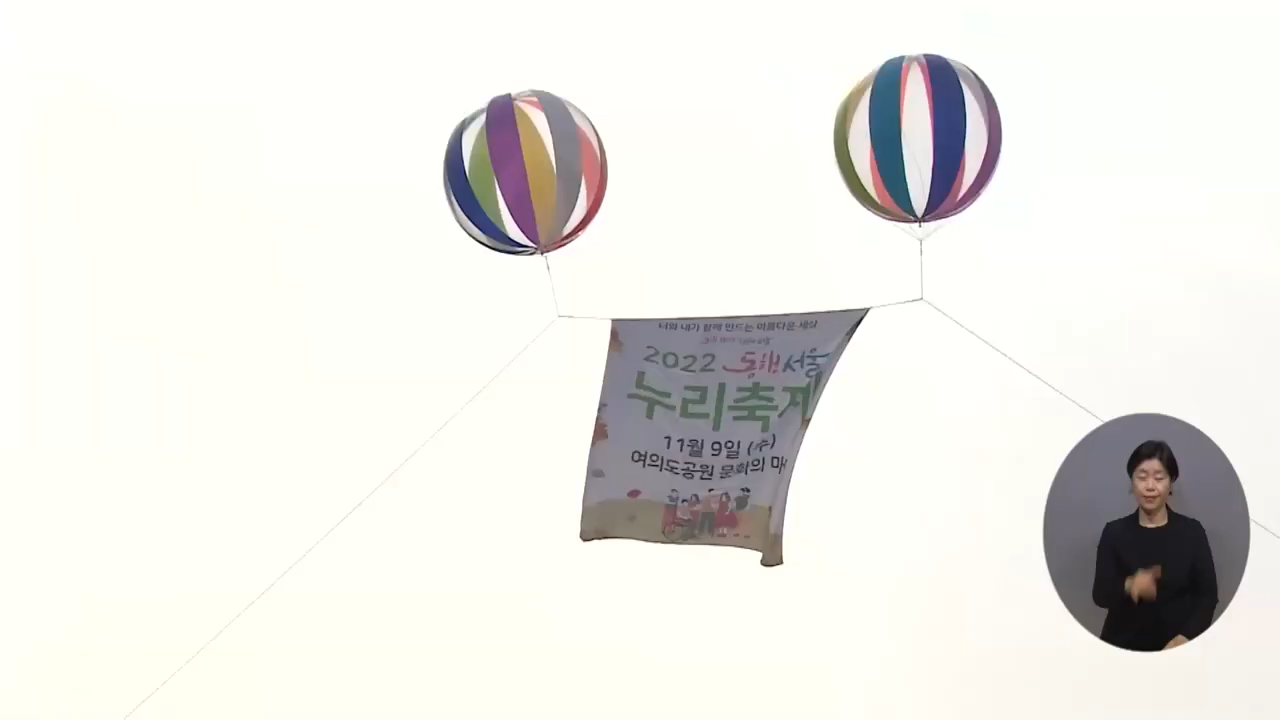 너와 내가 함께 만드는 아름다운 세상
2022 동행서울
누리축제
11월 9일 (수)
여의도공원 문화의 마